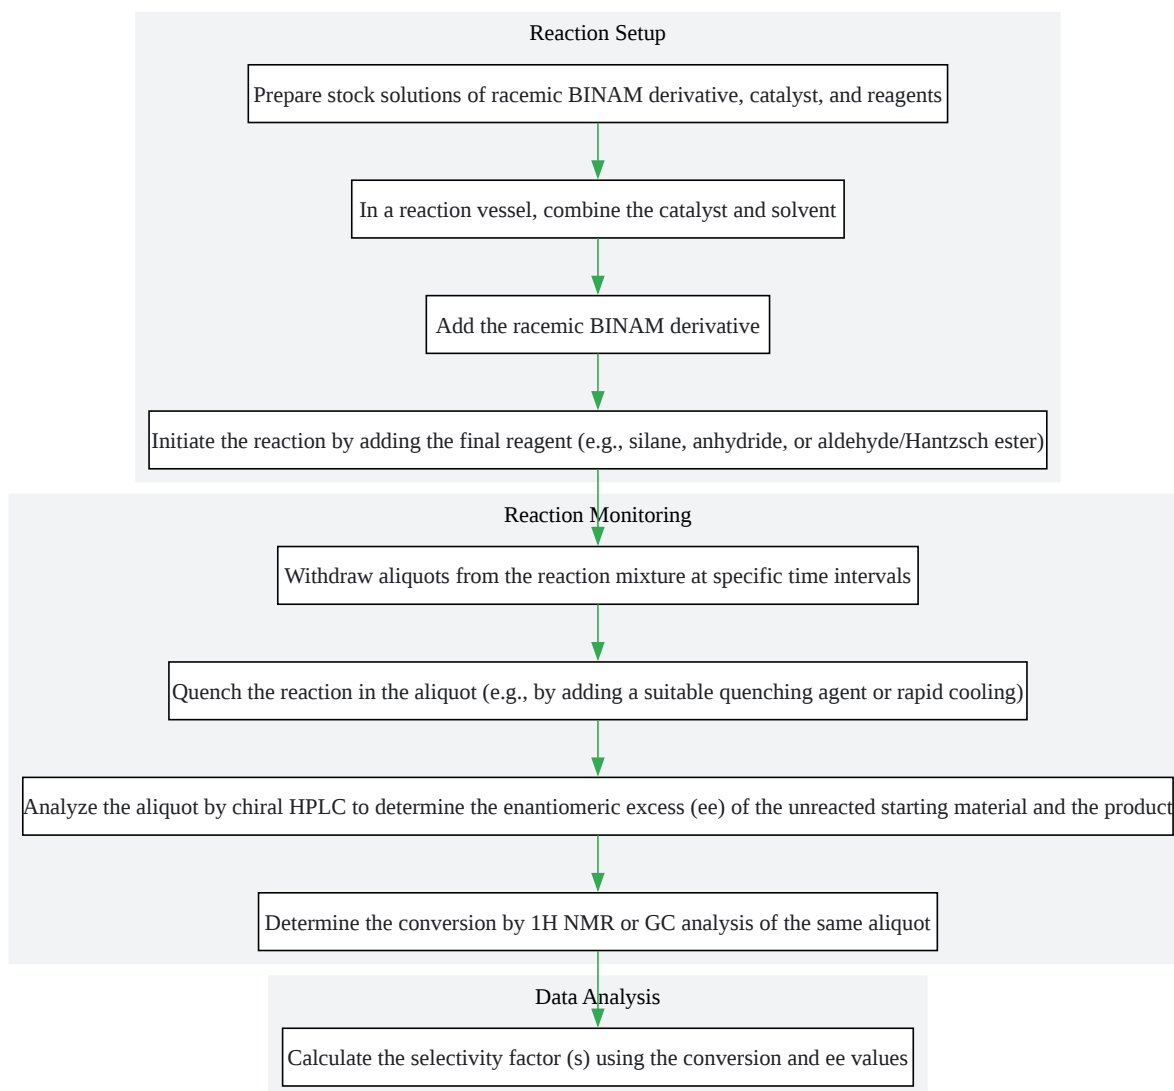 Reaction Setup
Prepare stock solutions of racemic BINAM derivative, catalyst, and reagents
In a reaction vessel, combine the catalyst and solvent
Add the racemic BINAM derivative
Initiate the reaction by adding the final reagent (e.g., silane, anhydride, or aldehyde/Hantzsch ester)
Reaction Monitoring
Withdraw aliquots from the reaction mixture at specific time intervals
Quench the reaction in the aliquot (e.g., by adding a suitable quenching agent or rapid cooling)
Analyze the aliquot by chiral HPLC to determine the enantiomeric excess (ee) of the unreacted starting material and the product
Determine the conversion by 1H NMR or GC analysis of the same aliquot
Data Analysis
Calculate the selectivity factor (s) using the conversion and ee values